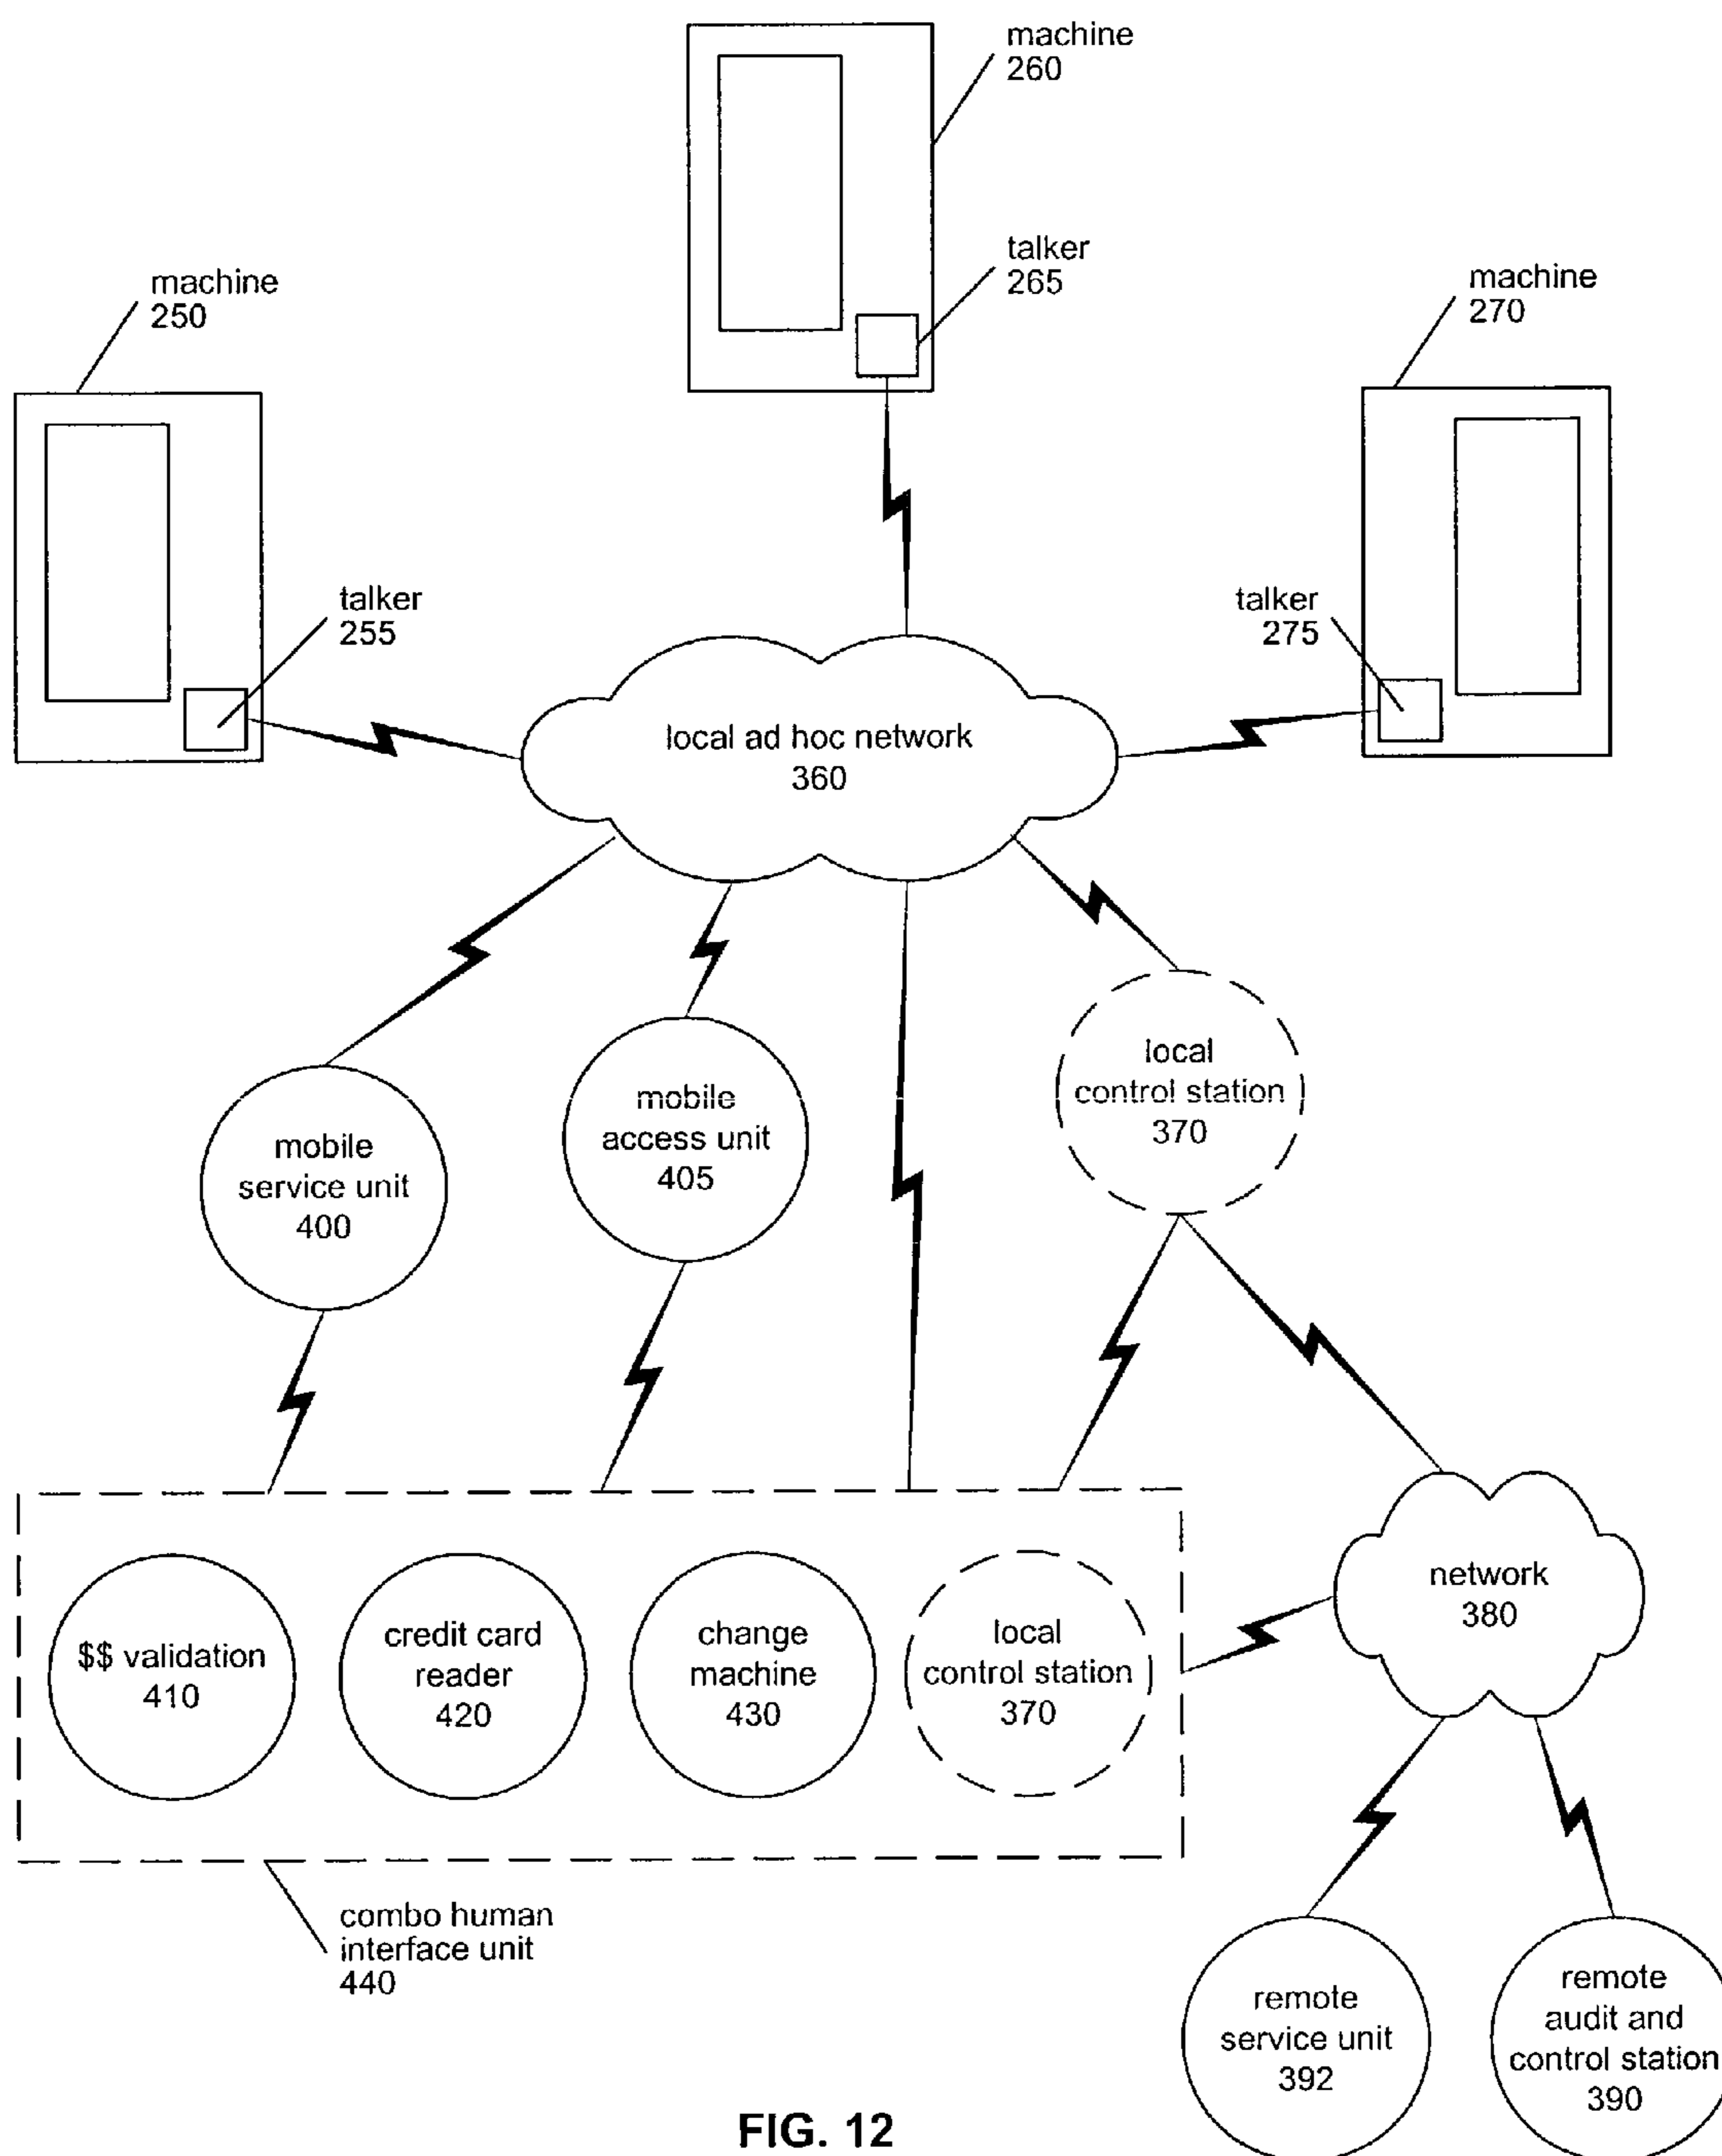 machine
260
talker
265
machine
250
machine
270
talker
255
talker
275
local ad hoc network
360
local
control station
370
mobile
access unit
405
mobile
service unit
400
$$ validation
410
credit card
reader
420
change
machine
430
local
control station
370
network
380
combo human
interface unit
440
remote
service unit
392
remote
audit and
control station
390
FIG. 12